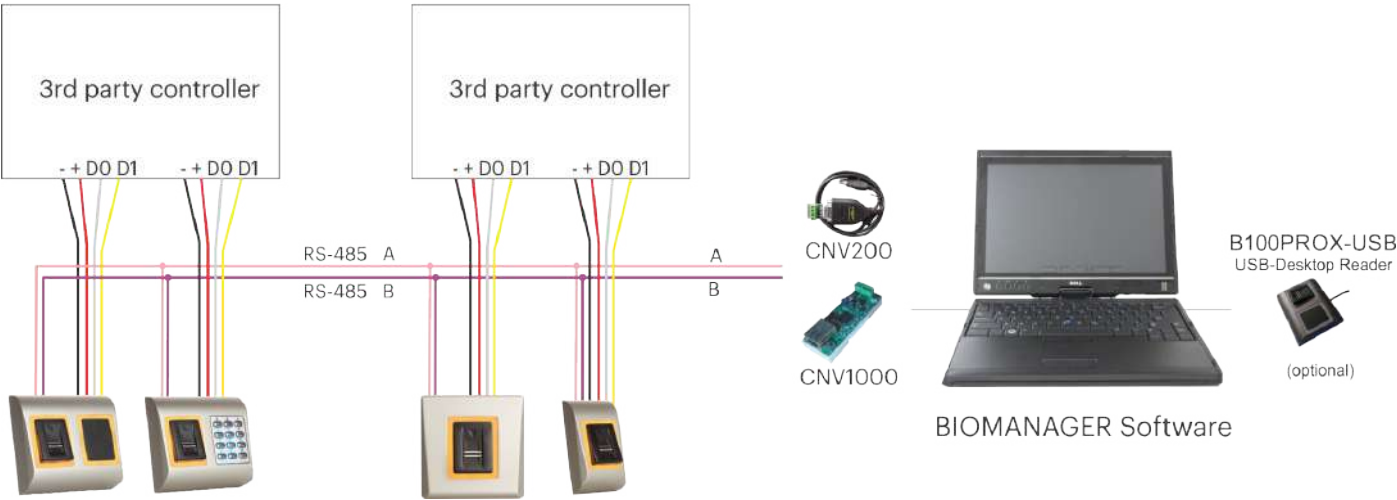 3rd party controller
3rd party controller
- + D0 D1
- + D0 D1
- + D0 D1
- + D0 D1
RS-485 A
A
RS-485 B
B
CNV200
CNV1000
B100PROX-USB
USB-Desktop Reader
(optional)
DELL
BIOMANAGER Software